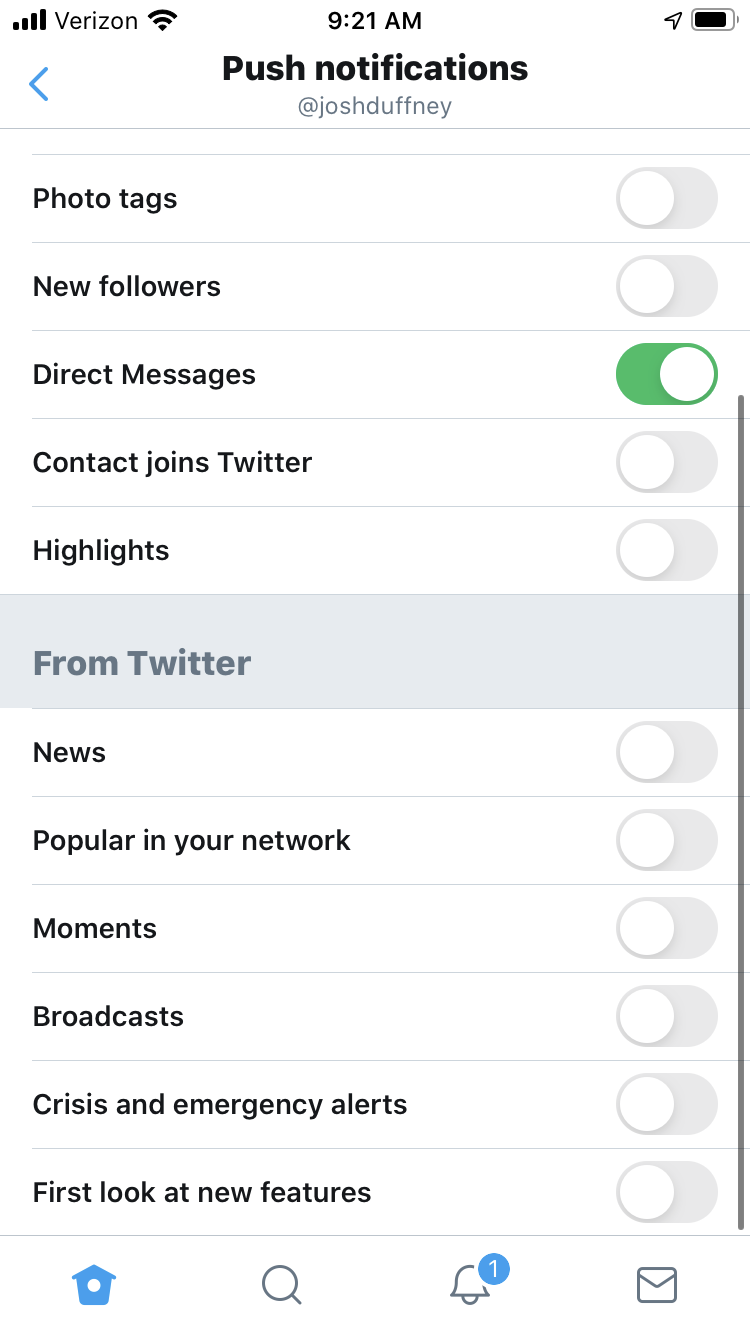 Verizon 9:21 AM
Push notifications
@joshduffney
Photo tags
New followers
Direct Messages
Contact joins Twitter
Highlights
From Twitter
News
Popular in your network
Moments
Broadcasts
Crisis and emergency alerts
First look at new features
1